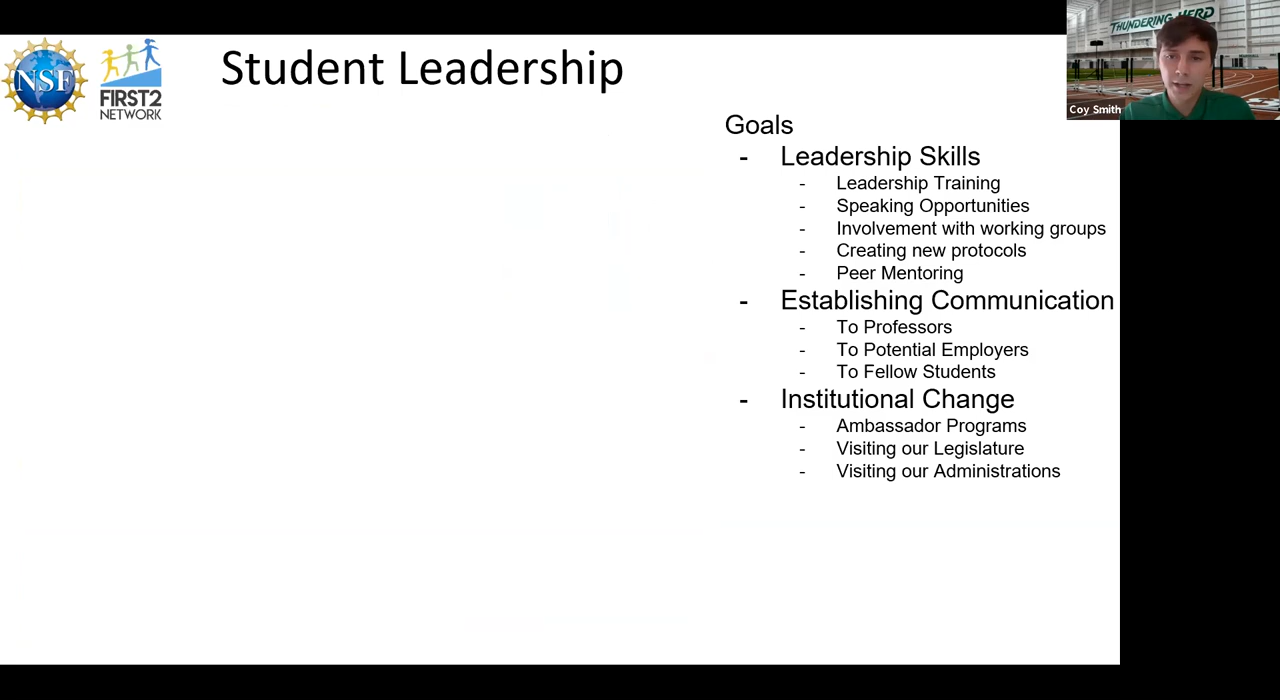 NSF
FIRST2
NETWORK
Student Leadership
THUNDERING HERD
Coy Smith
Goals
- Leadership Skills
- Leadership Training
- Speaking Opportunities
- Involvement with working groups
- Creating new protocols
- Peer Mentoring
- Establishing Communication
- To Professors
- To Potential Employers
- To Fellow Students
- Institutional Change
- Ambassador Programs
- Visiting our Legislature
- Visiting our Administrations